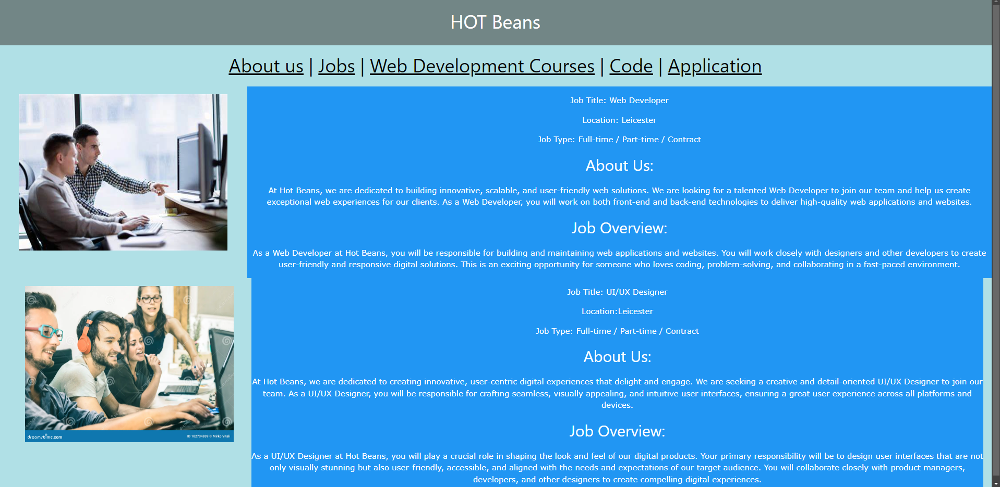 HOT Beans
About us | Jobs | Web Development Courses | Code | Application
Job Title: Web Developer
Location: Leicester
Job Type: Full-time / Part-time / Contract
About Us:
At Hot Beans, we are dedicated to building innovative, scalable, and user-friendly web solutions. We are looking for a talented Web Developer to join our team and help us create
exceptional web experiences for our clients. As a Web Developer, you will work on both front-end and back-end technologies to deliver high-quality web applications and websites.
Job Overview:
As a Web Developer at Hot Beans, you will be responsible for building and maintaining web applications and websites. You will work closely with designers and other developers to create
user-friendly and responsive digital solutions. This is an exciting opportunity for someone who loves coding, problem-solving, and collaborating in a fast-paced environment.
Job Title: UI/UX Designer
Location:Leicester
Job Type: Full-time / Part-time / Contract
About Us:
At Hot Beans, we are dedicated to creating innovative, user-centric digital experiences that delight and engage. We are seeking a creative and detail-oriented UI/UX Designer to join our
team. As a UI/UX Designer, you will be responsible for crafting seamless, visually appealing, and intuitive user interfaces, ensuring a great user experience across all platforms and
devices.
Job Overview:
As a UI/UX Designer at Hot Beans, you will play a crucial role in shaping the look and feel of our digital products. Your primary responsibility will be to design user interfaces that are not
only visually stunning but also user-friendly, accessible, and aligned with the needs and expectations of our target audience. You will collaborate closely with product managers,
developers, and other designers to create compelling digital experiences.
dreamstime.com
ID 102734839 © Mirko Vitali